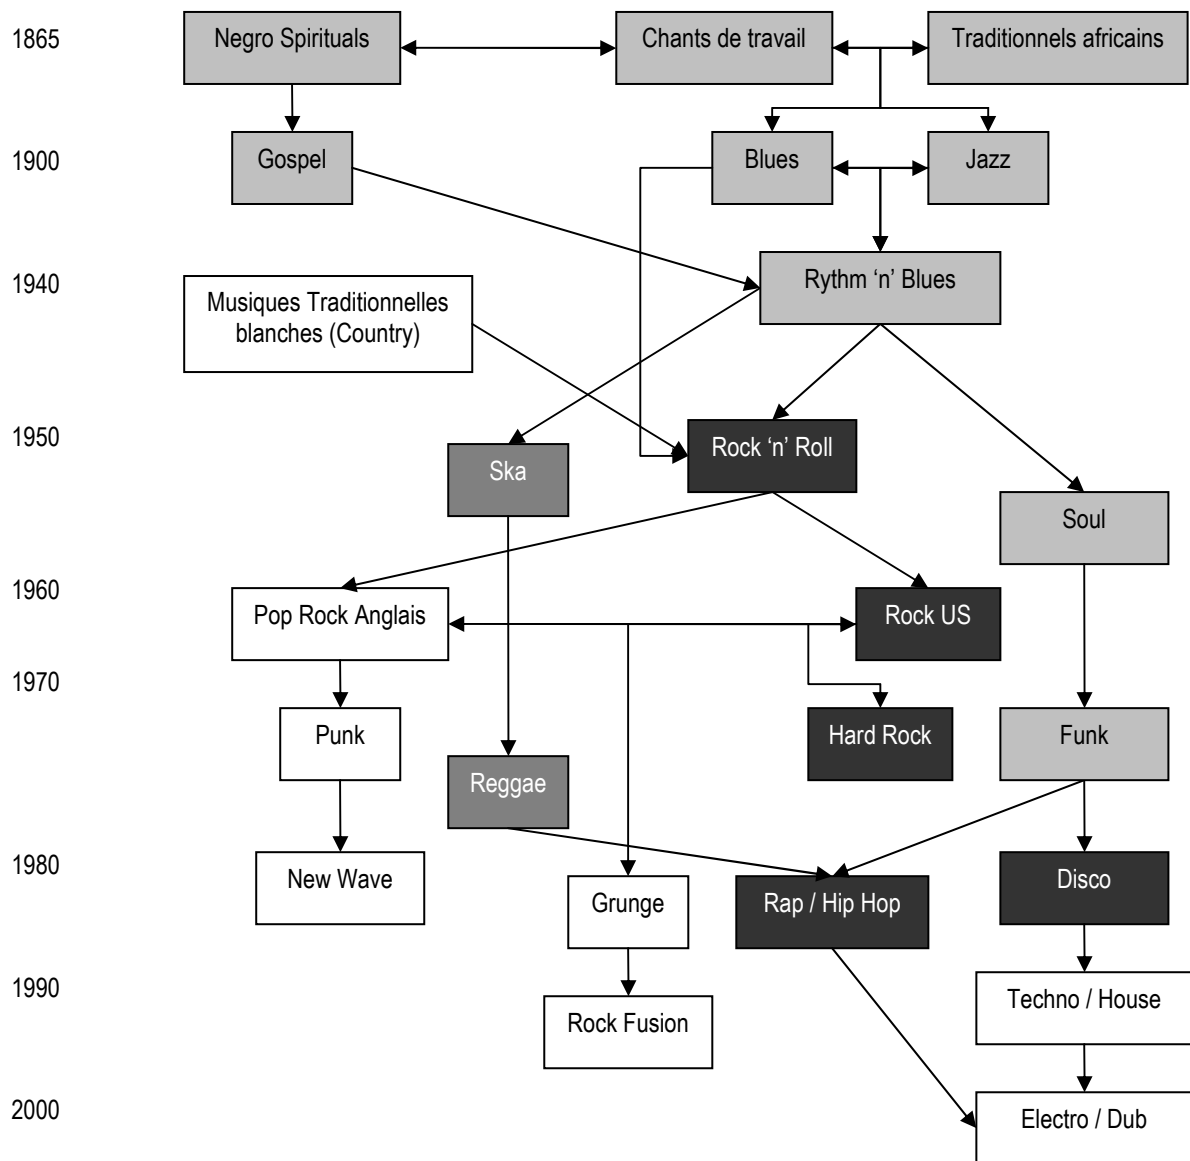 1865
Negro Spirituals
Chants de travail
Traditionnels africains
1900
Gospel
Blues
Jazz
1940
Musiques Traditionnelles
blanches (Country)
Rythm ‘n’ Blues
1950
Ska
Rock ‘n’ Roll
Soul
1960
Pop Rock Anglais
Rock US
1970
Punk
Reggae
Hard Rock
Funk
1980
New Wave
Grunge
Rap / Hip Hop
Disco
1990
Rock Fusion
Techno / House
2000
Electro / Dub